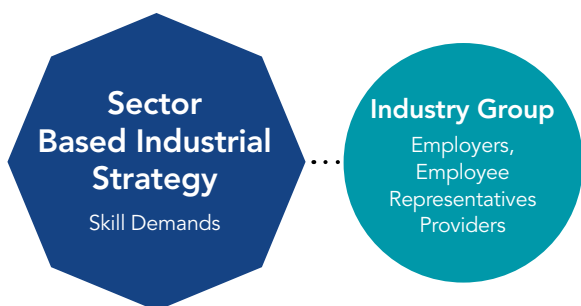 Sector
Based Industrial
Strategy
Skill Demands
Industry Group
Employers,
Employee
Representatives
Providers